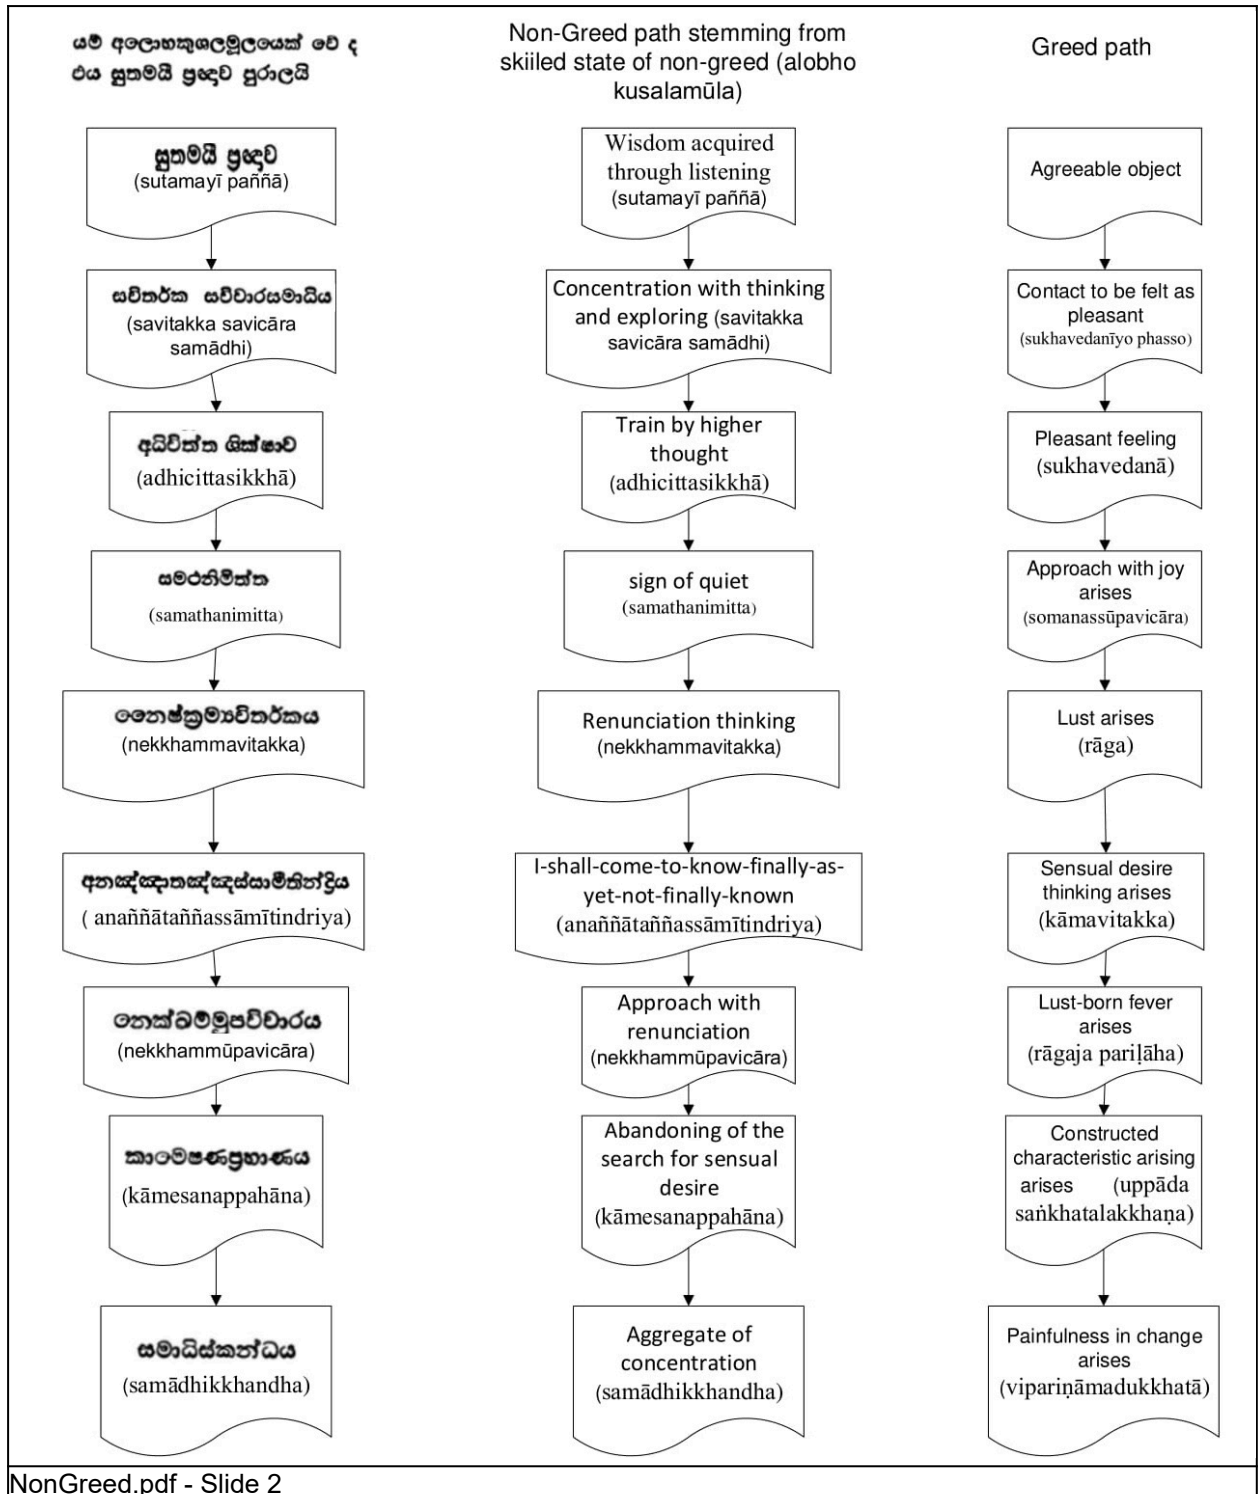 යම් අලොභකුශලමූලයෙක් වේ ද
එය සුතමයී ප්‍රඥාව පුරාලයි
සුතමයී ප්‍රඥාව
(sutamayī paññā)
සවිතර්ක සවිචාරසමාධිය
(savitakka savicāra
samādhi)
අධිචිත්ත ශික්ෂාව
(adhicittasikkhā)
සමථනිමිත්ත
(samathanimitta)
නෛෂ්ක්‍රම්‍යවිතර්කය
(nekkhammavitakka)
අනඤ්ඤාතඤ්ඤස්සාමීතින්ද්‍රිය
( anaññātaññassāmītindriya)
නෙක්ඛම්මූපවිචාරය
(nekkhammūpavicāra)
කාමෙෂණප්‍රහාණය
(kāmesanappahāna)
සමාධිස්කන්ධය
(samādhikkhandha)
Non-Greed path stemming from
skiiled state of non-greed (alobho
kusalamūla)
Wisdom acquired
through listening
(sutamayī paññā)
Concentration with thinking
and exploring (savitakka
savicāra samādhi)
Train by higher
thought
(adhicittasikkhā)
sign of quiet
(samathanimitta)
Renunciation thinking
(nekkhammavitakka)
I-shall-come-to-know-finally-as-
yet-not-finally-known
(anaññātaññassāmītindriya)
Approach with
renunciation
(nekkhammūpavicāra)
Abandoning of the
search for sensual
desire
(kāmesanappahāna)
Aggregate of
concentration
(samādhikkhandha)
Greed path
Agreeable object
Contact to be felt as
pleasant
(sukhavedanīyo phasso)
Pleasant feeling
(sukhavedanā)
Approach with joy
arises
(somanassūpavicāra)
Lust arises
(rāga)
Sensual desire
thinking arises
(kāmavitakka)
Lust-born fever
arises
(rāgaja pariḷāha)
Constructed
characteristic arising
arises (uppāda
saṅkhatalakkhaṇa)
Painfulness in change
arises
(vipariṇāmadukkhatā)
NonGreed.pdf - Slide 2